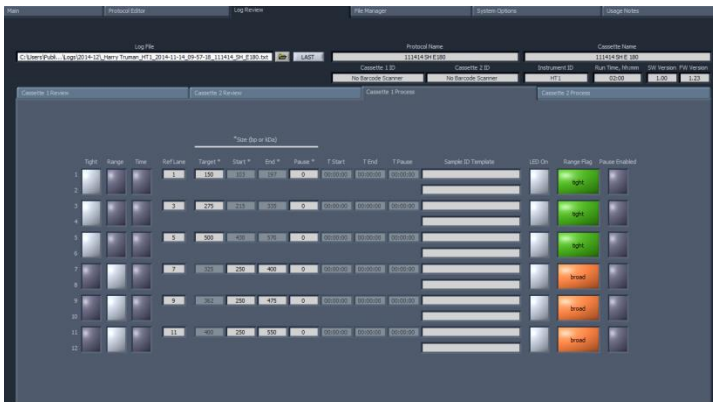 Main Protocol Editor Log Review File Manager System Options Usage Notes
Log File Protocol Name Cassette Name
C:\Users\Publi...\Logs\2014-12\_Harry Truman_HT1_2014-11-14_09-57-18_111414_SH_E180.txt LAST 111414 SH E 180 111414 SH E 180
Cassette 1 ID Cassette 2 ID Instrument ID Run Time, hh:mm SW Version FW Version
No Barcode Scanner No Barcode Scanner HT1 02:00 1.00 1.23
Cassette 1 Review Cassette 2 Review Cassette 1 Process Cassette 2 Process
*Size (bp or kDa)
Tight Range Time Ref Lane Target * Start * End * Pause * T Start T End T Pause Sample ID Template LED On Range Flag Pause Enabled
1 1 150 0 00:00:00 00:00:00 00:00:00 tight
2
3 3 275 215 335 0 00:00:00 00:00:00 00:00:00 tight
4
5 5 500 0 00:00:00 00:00:00 00:00:00 tight
6
7 7 325 250 400 0 00:00:00 00:00:00 00:00:00 broad
8
9 9 362 250 475 0 00:00:00 00:00:00 00:00:00 broad
10
11 11 400 250 550 0 00:00:00 00:00:00 00:00:00 broad
12